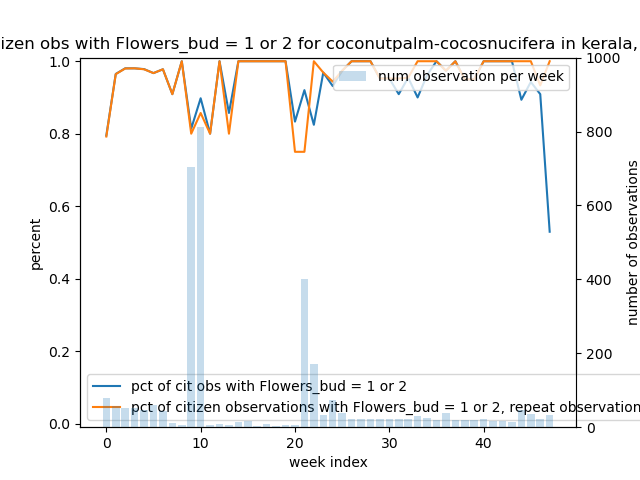 izen obs with Flowers_bud = 1 or 2 for coconutpalm-cocosnucifera in kerala,
num observation per week
1.0
0.8
0.6
0.4
0.2
0.0
percent
1000
800
600
400
200
0
number of observations
pct of cit obs with Flowers_bud = 1 or 2
pct of citizen observations with Flowers_bud = 1 or 2, repeat observation
0 10 20 30 40
week index